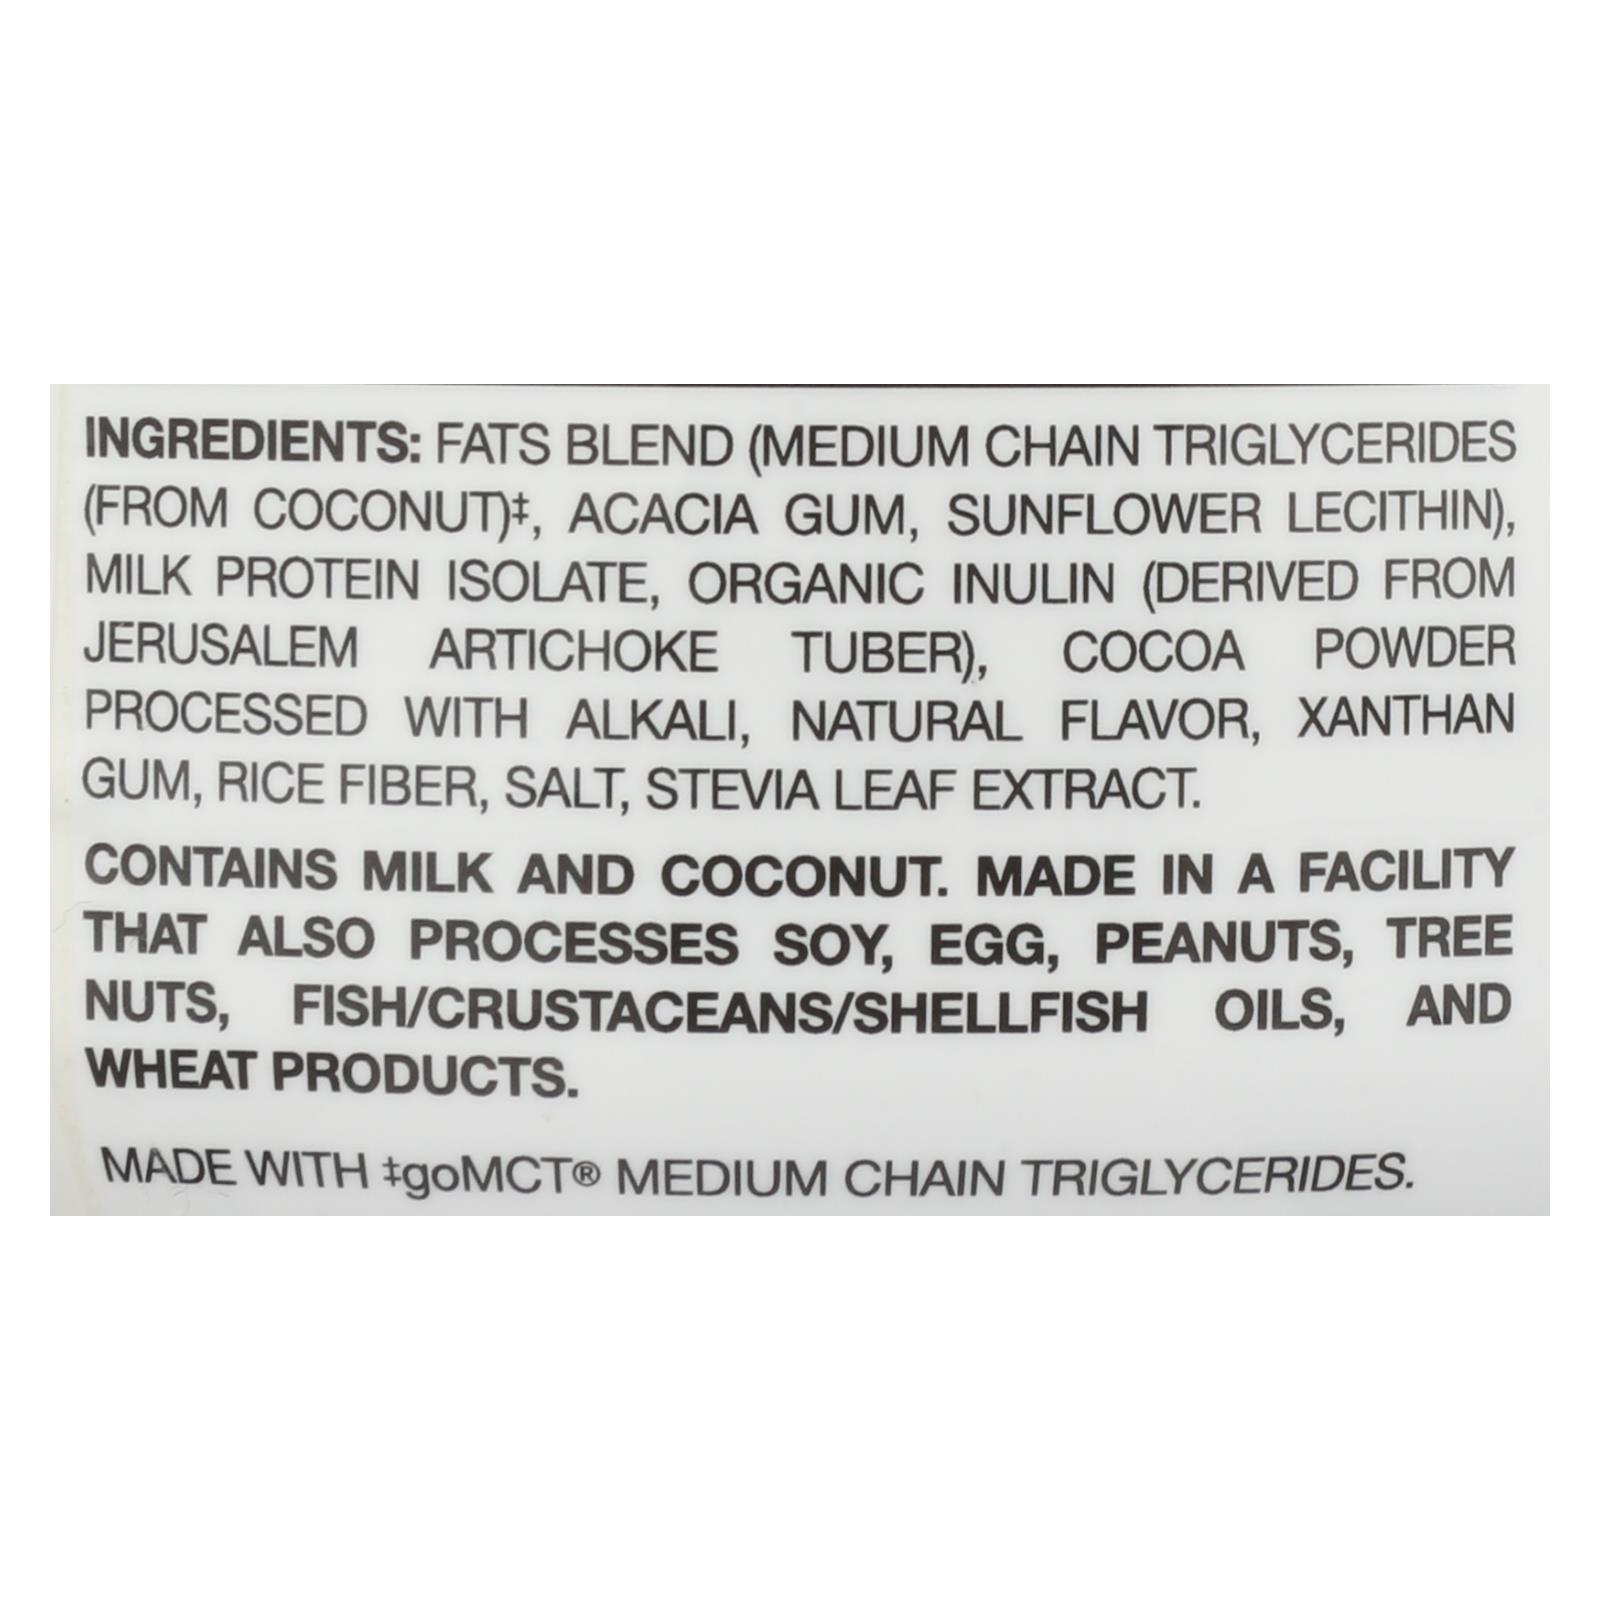 INGREDIENTS: FATS BLEND (MEDIUM CHAIN TRIGLYCERIDES
(FROM COCONUT)‡, ACACIA GUM, SUNFLOWER LECITHIN),
MILK PROTEIN ISOLATE, ORGANIC INULIN (DERIVED FROM
JERUSALEM ARTICHOKE TUBER), COCOA POWDER
PROCESSED WITH ALKALI, NATURAL FLAVOR, XANTHAN
GUM, RICE FIBER, SALT, STEVIA LEAF EXTRACT.
CONTAINS MILK AND COCONUT. MADE IN A FACILITY
THAT ALSO PROCESSES SOY, EGG, PEANUTS, TREE
NUTS, FISH/CRUSTACEANS/SHELLFISH OILS, AND
WHEAT PRODUCTS.
MADE WITH ‡goMCT® MEDIUM CHAIN TRIGLYCERIDES.